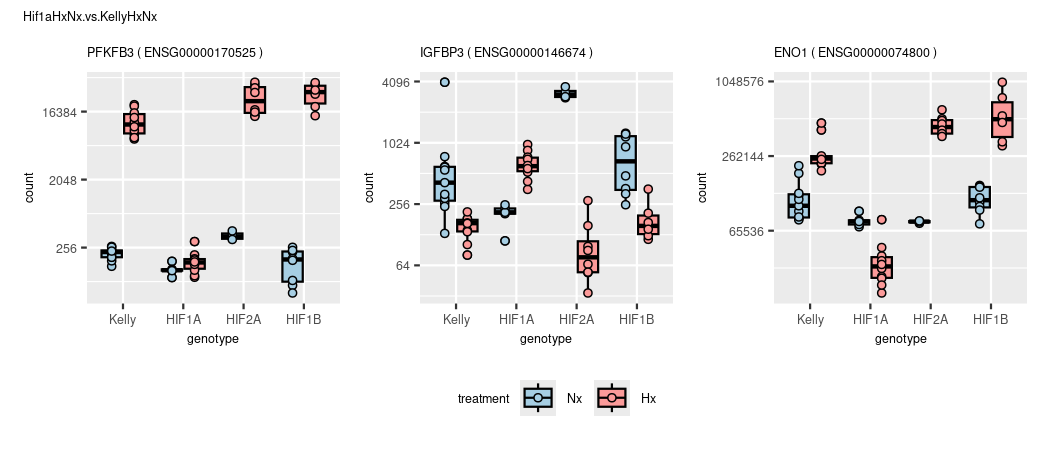 Hif1aHxNx.vs.KellyHxNx
PFKFB3 ( ENSG00000170525 )
IGFBP3 ( ENSG00000146674 )
ENO1 ( ENSG00000074800 )
count
16384
2048
256
Kelly HIF1A HIF2A HIF1B
genotype
count
4096
1024
256
64
Kelly HIF1A HIF2A HIF1B
genotype
count
1048576
262144
65536
Kelly HIF1A HIF2A HIF1B
genotype
treatment Nx Hx